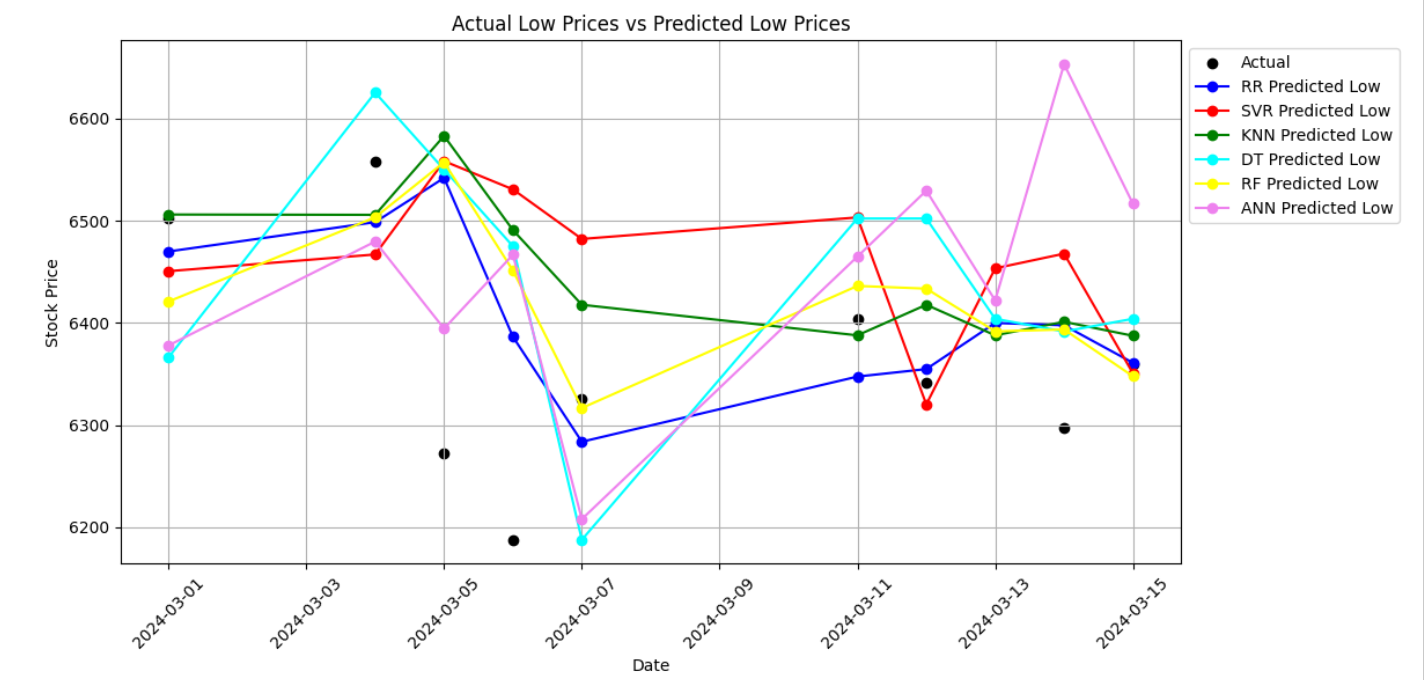 Actual Low Prices vs Predicted Low Prices
Actual
RR Predicted Low
SVR Predicted Low
KNN Predicted Low
DT Predicted Low
RF Predicted Low
ANN Predicted Low
Stock Price
6600
6500
6400
6300
6200
2024-03-01
2024-03-03
2024-03-05
2024-03-07
2024-03-09
2024-03-11
2024-03-13
2024-03-15
Date